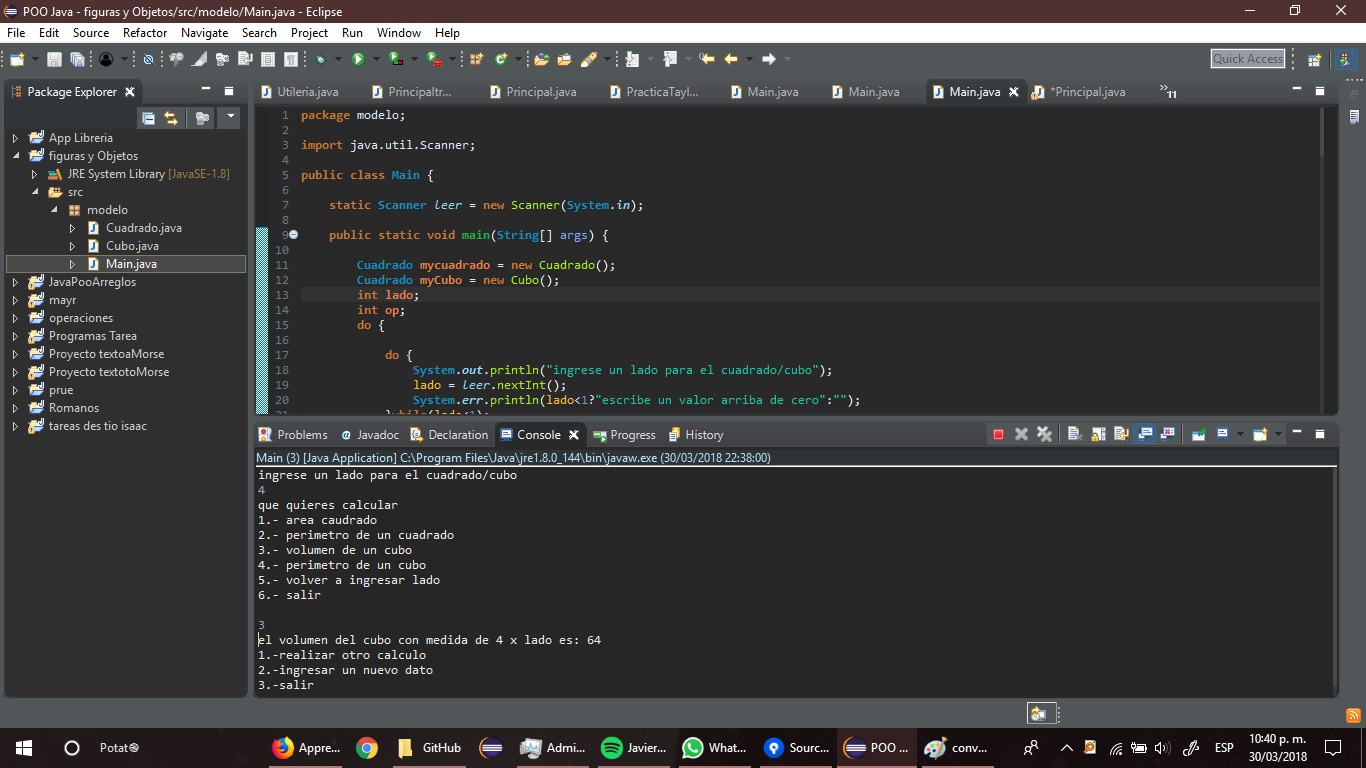 POO Java - figuras y Objetos/src/modelo/Main.java - Eclipse
File Edit Source Refactor Navigate Search Project Run Window Help
Quick Access
Package Explorer
App Libreria
figuras y Objetos
JRE System Library [JavaSE-1.8]
src
modelo
Cuadrado.java
Cubo.java
Main.java
JavaPooArreglos
mayr
operaciones
Programas Tarea
Proyecto textoaMorse
Proyecto textotoMorse
prue
Romanos
tareas des tio isaac
Utileria.java Principaltr... Principal.java PracticaTayl... Main.java Main.java Main.java *Principal.java »11
1 package modelo;
2
3 import java.util.Scanner;
4
5 public class Main {
6
7 static Scanner leer = new Scanner(System.in);
8
9 public static void main(String[] args) {
10
11 Cuadrado mycuadrado = new Cuadrado();
12 Cuadrado myCubo = new Cubo();
13 int lado;
14 int op;
15 do {
16
17 do {
18 System.out.println("ingrese un lado para el cuadrado/cubo");
19 lado = leer.nextInt();
20 System.err.println(lado<1?"escribe un valor arriba de cero":"");
21 }while(lado<1);
Problems Javadoc Declaration Console Progress History
Main (3) [Java Application] C:\Program Files\Java\jre1.8.0_144\bin\javaw.exe (30/03/2018 22:38:00)
ingrese un lado para el cuadrado/cubo
4
que quieres calcular
1.- area caudrado
2.- perimetro de un cuadrado
3.- volumen de un cubo
4.- perimetro de un cubo
5.- volver a ingresar lado
6.- salir
3
el volumen del cubo con medida de 4 x lado es: 64
1.-realizar otro calculo
2.-ingresar un nuevo dato
3.-salir
Potat⊕ Appre... GitHub Admi... Javier... What... Sourc... POO ... conv... ESP 10:40 p. m.
30/03/2018